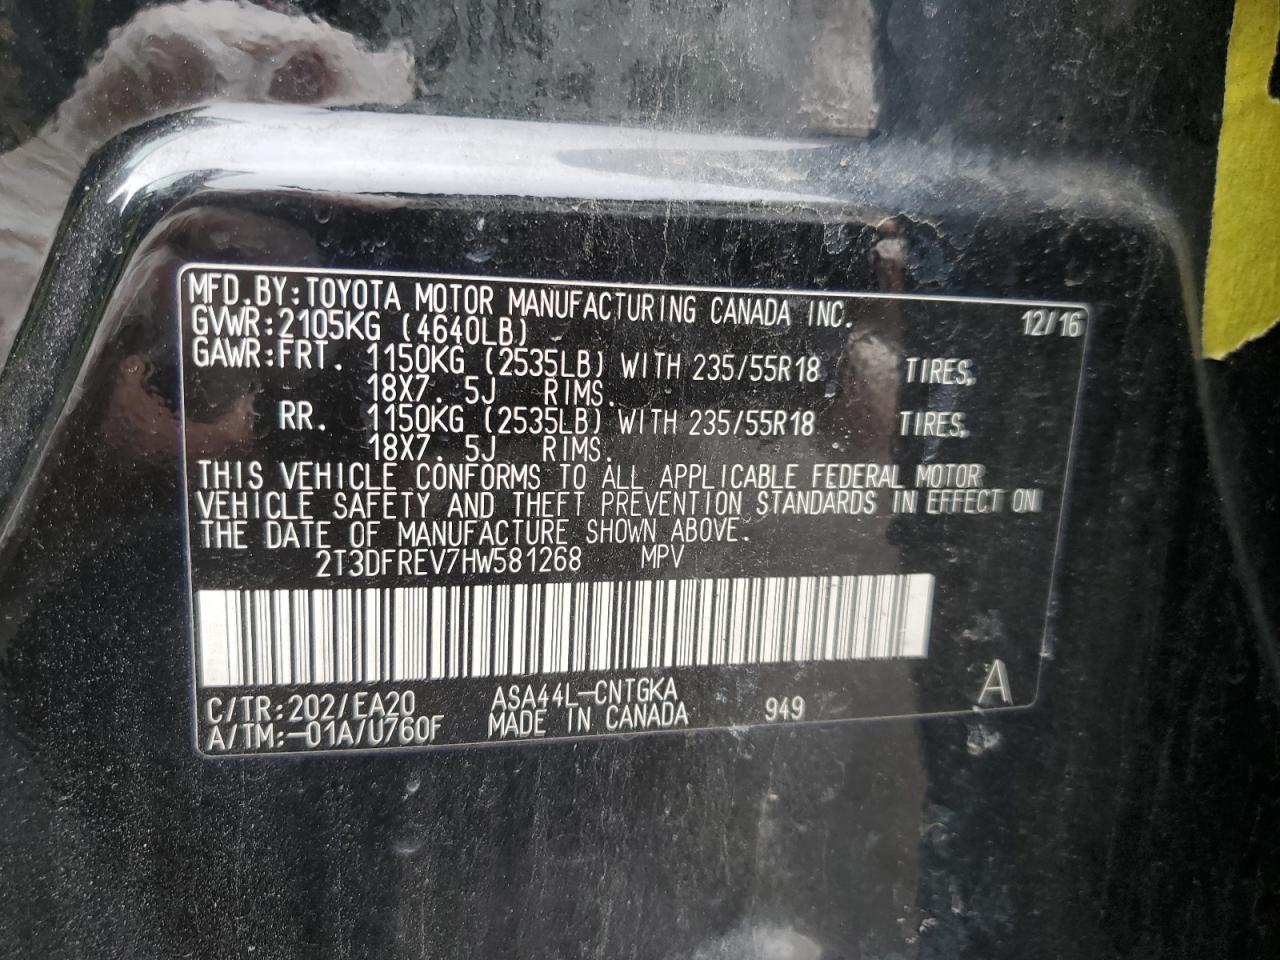 MFD.BY:TOYOTA MOTOR MANUFACTURING CANADA INC.
GVWR:2105KG (4640LB) 12/16
GAWR:FRT. 1150KG (2535LB) WITH 235/55R18 TIRES,
18X7. 5J RIMS.
RR. 1150KG (2535LB) WITH 235/55R18 TIRES,
18X7. 5J RIMS.
THIS VEHICLE CONFORMS TO ALL APPLICABLE FEDERAL MOTOR
VEHICLE SAFETY AND THEFT PREVENTION STANDARDS IN EFFECT ON
THE DATE OF MANUFACTURE SHOWN ABOVE.
2T3DFREV7HW581268 MPV
C/TR:202/EA20 ASA44L-CNTGKA 949 A
A/TM:-01A/U760F MADE IN CANADA